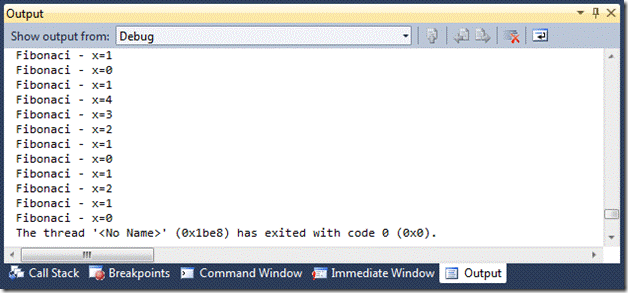 Output
Show output from: Debug
Fibonaci - x=1
Fibonaci - x=0
Fibonaci - x=1
Fibonaci - x=4
Fibonaci - x=3
Fibonaci - x=2
Fibonaci - x=1
Fibonaci - x=0
Fibonaci - x=1
Fibonaci - x=2
Fibonaci - x=1
Fibonaci - x=0
The thread '<No Name>' (0x1be8) has exited with code 0 (0x0).
Call Stack Breakpoints Command Window Immediate Window Output